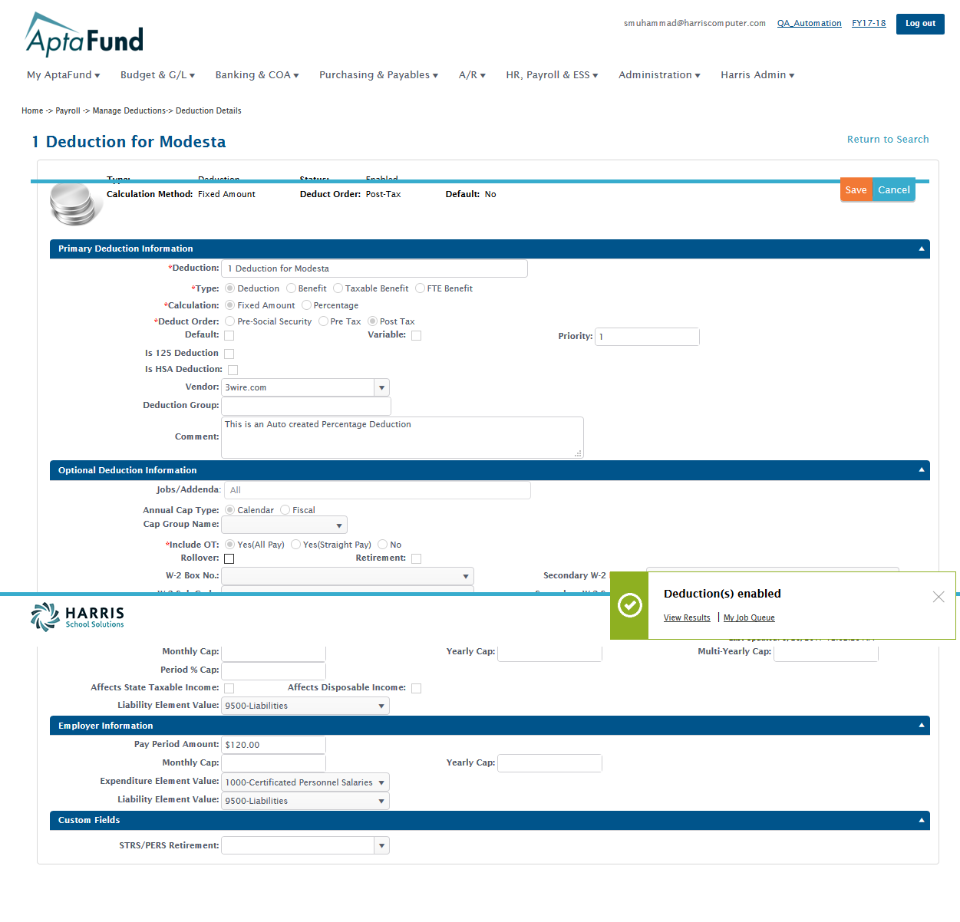 AptaFund
smuhammad@harriscomputer.com QA_Automation FY17-18 Log out
My AptaFund Budget & G/L Banking & COA Purchasing & Payables A/R HR, Payroll & ESS Administration Harris Admin
Home -> Payroll -> Manage Deductions-> Deduction Details
1 Deduction for Modesta Return to Search
Type: Deduction Status: Enabled
Calculation Method: Fixed Amount Deduct Order: Post-Tax Default: No Save Cancel
Primary Deduction Information
*Deduction: 1 Deduction for Modesta
*Type: Deduction Benefit Taxable Benefit FTE Benefit
*Calculation: Fixed Amount Percentage
*Deduct Order: Pre-Social Security Pre Tax Post Tax
Default: Variable: Priority: 1
Is 125 Deduction
Is HSA Deduction:
Vendor: 3wire.com
Deduction Group:
Comment: This is an Auto created Percentage Deduction
Optional Deduction Information
Jobs/Addenda: All
Annual Cap Type: Calendar Fiscal
Cap Group Name:
*Include OT: Yes(All Pay) Yes(Straight Pay) No
Rollover: Retirement:
W-2 Box No.: Secondary W-2
Deduction(s) enabled
View Results My Job Queue
HARRIS
School Solutions
Monthly Cap: Yearly Cap: Multi-Yearly Cap:
Period % Cap:
Affects State Taxable Income: Affects Disposable Income:
Liability Element Value: 9500-Liabilities
Employer Information
Pay Period Amount: $120.00
Monthly Cap: Yearly Cap:
Expenditure Element Value: 1000-Certificated Personnel Salaries
Liability Element Value: 9500-Liabilities
Custom Fields
STRS/PERS Retirement: